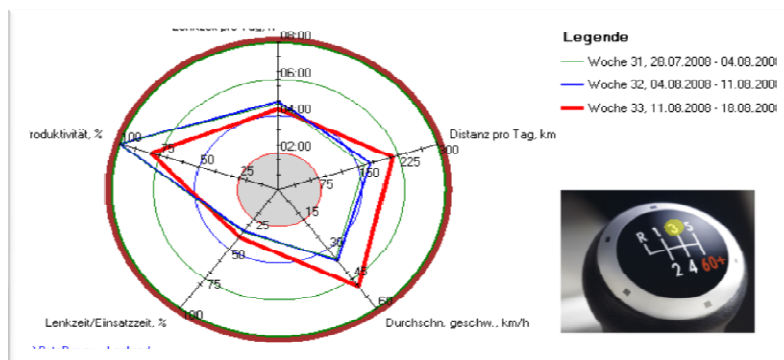 Legende
Woche 31, 28.07.2008 - 04.08.200
Woche 32, 04.08.2008 - 11.08.200
Woche 33, 11.08.2008 - 18.08.200
08:00
06:00
04:00
02:00
roduktivität, %
100
75
50
25
Distanz pro Tag, km
300
225
150
75
15
30
45
60
Durchschn. geschw., km/h
25
50
75
100
Lenkzeit/Einsatzzeit, %
R 1 3 5
2 4 60+